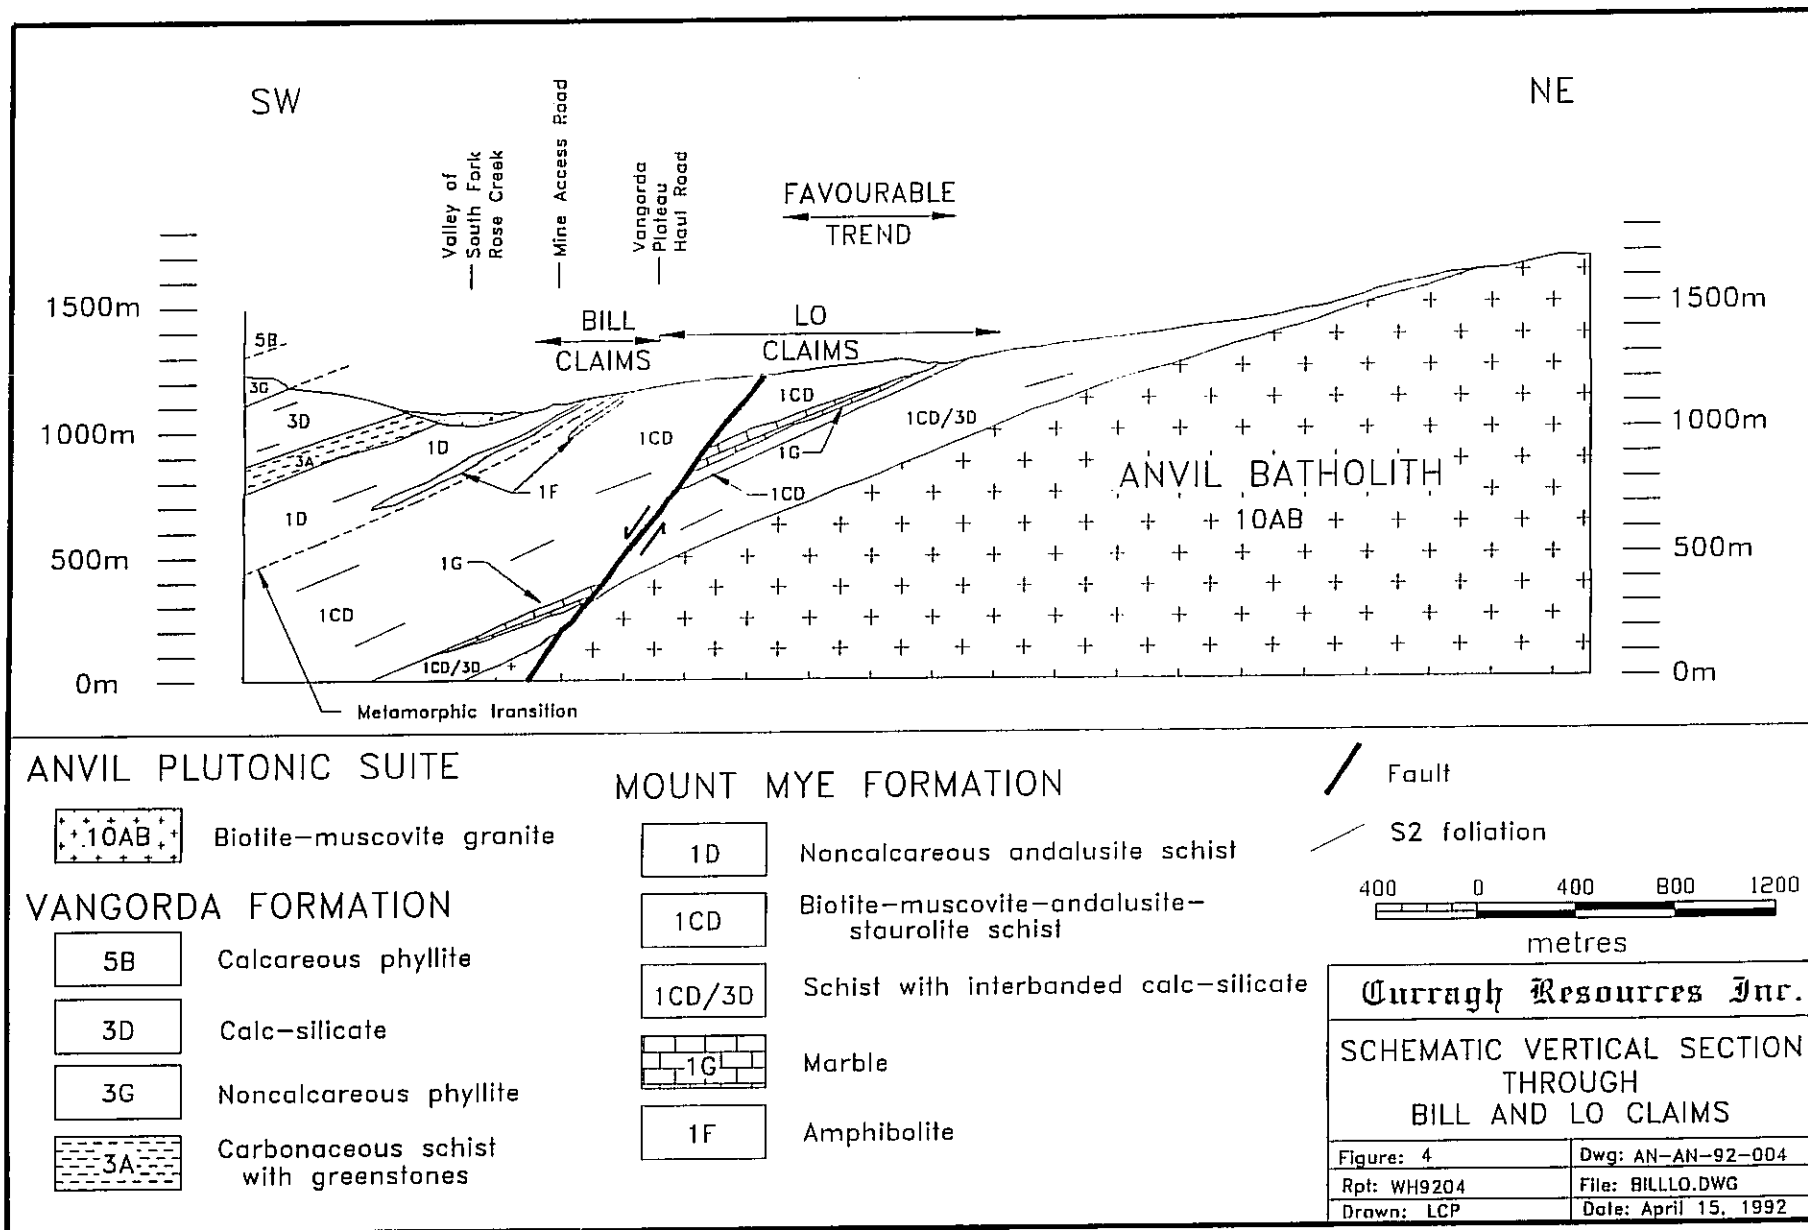 SW
NE
Valley of
South Fork
Rose Creek
Mine Access Road
Vangorda
Plateau
Haul Road
FAVOURABLE
TREND
1500m
1000m
500m
0m
1500m
1000m
500m
0m
BILL
CLAIMS
LO
CLAIMS
5B
3G
3D
3A
1D
1D
1F
1CD
1CD
1G
1CD
1CD/3D
1G
1CD
1CD/3D
ANVIL BATHOLITH
10AB
Metamorphic transition
ANVIL PLUTONIC SUITE
10AB
Biotite-muscovite granite
VANGORDA FORMATION
5B
Calcareous phyllite
3D
Calc-silicate
3G
Noncalcareous phyllite
3A
Carbonaceous schist
with greenstones
MOUNT MYE FORMATION
1D
Noncalcareous andalusite schist
1CD
Biotite-muscovite-andalusite-
staurolite schist
1CD/3D
Schist with interbanded calc-silicate
1G
Marble
1F
Amphibolite
Fault
S2 foliation
400 0 400 800 1200
metres
Curragh Resources Inc.
SCHEMATIC VERTICAL SECTION
THROUGH
BILL AND LO CLAIMS
Figure: 4
Dwg: AN-AN-92-004
Rpt: WH9204
File: BILLLO.DWG
Drawn: LCP
Date: April 15, 1992